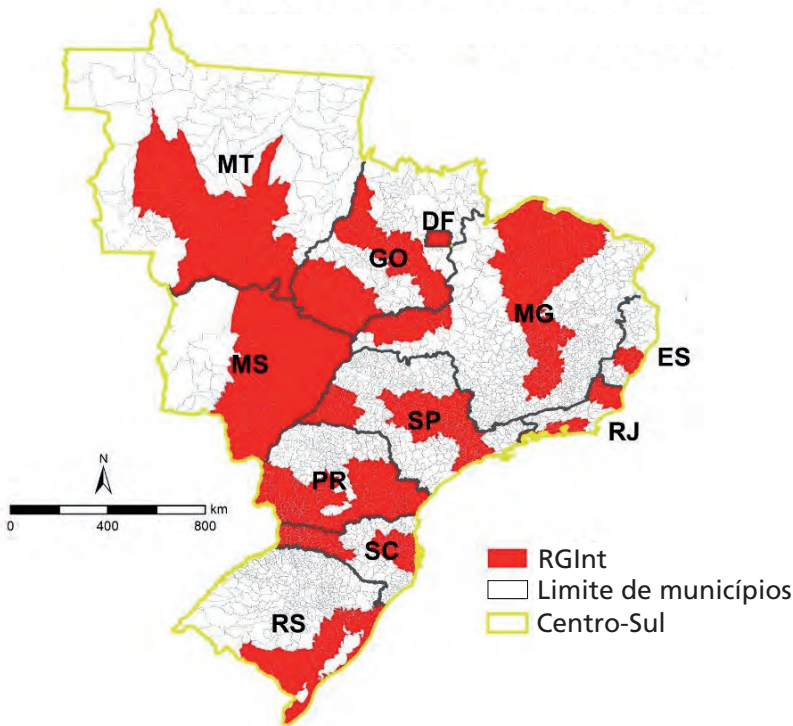 MT
DF
GO
MG
MS
ES
SP
RJ
PR
N
km
0 400 800
SC
RGInt
Limite de municípios
RS
Centro-Sul